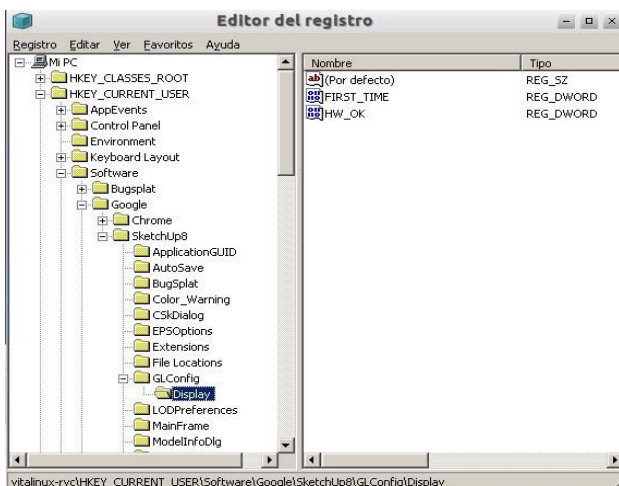 Editor del registro
Registro Editar Ver Favoritos Ayuda
Mi PC
HKEY_CLASSES_ROOT
HKEY_CURRENT_USER
AppEvents
Control Panel
Environment
Keyboard Layout
Software
Bugsplat
Google
Chrome
SketchUp8
ApplicationGUID
AutoSave
BugSplat
Color_Warning
CSkDialog
EPSOptions
Extensions
File Locations
GLConfig
Display
LODPreferences
MainFrame
ModelInfoDlg
Nombre Tipo
(Por defecto) REG_SZ
FIRST_TIME REG_DWORD
HW_OK REG_DWORD
vitalinux-ryc\HKEY_CURRENT_USER\Software\Google\SketchUp8\GLConfig\Display